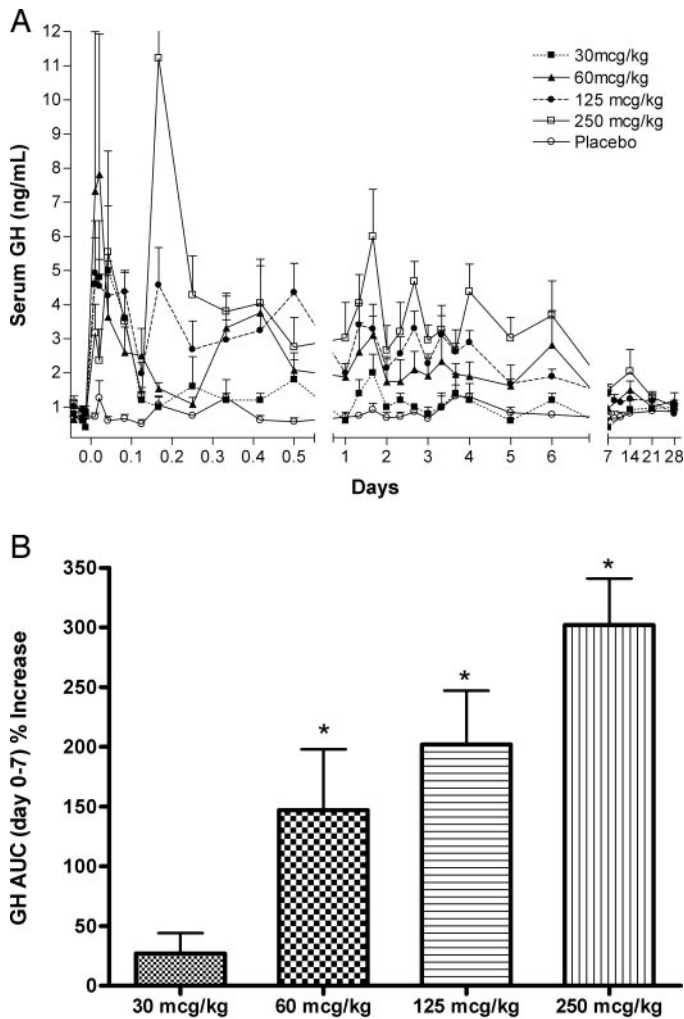 A
12
11
10
9
8
7
6
5
4
3
2
1
Serum GH (ng/mL)
30mcg/kg
60mcg/kg
125 mcg/kg
250 mcg/kg
Placebo
0.0 0.1 0.2 0.3 0.4 0.5 1 2 3 4 5 6 7 14 21 28
Days
B
350
300
250
200
150
100
50
0
GH AUC (day 0-7) % Increase
*
*
*
30 mcg/kg 60 mcg/kg 125 mcg/kg 250 mcg/kg